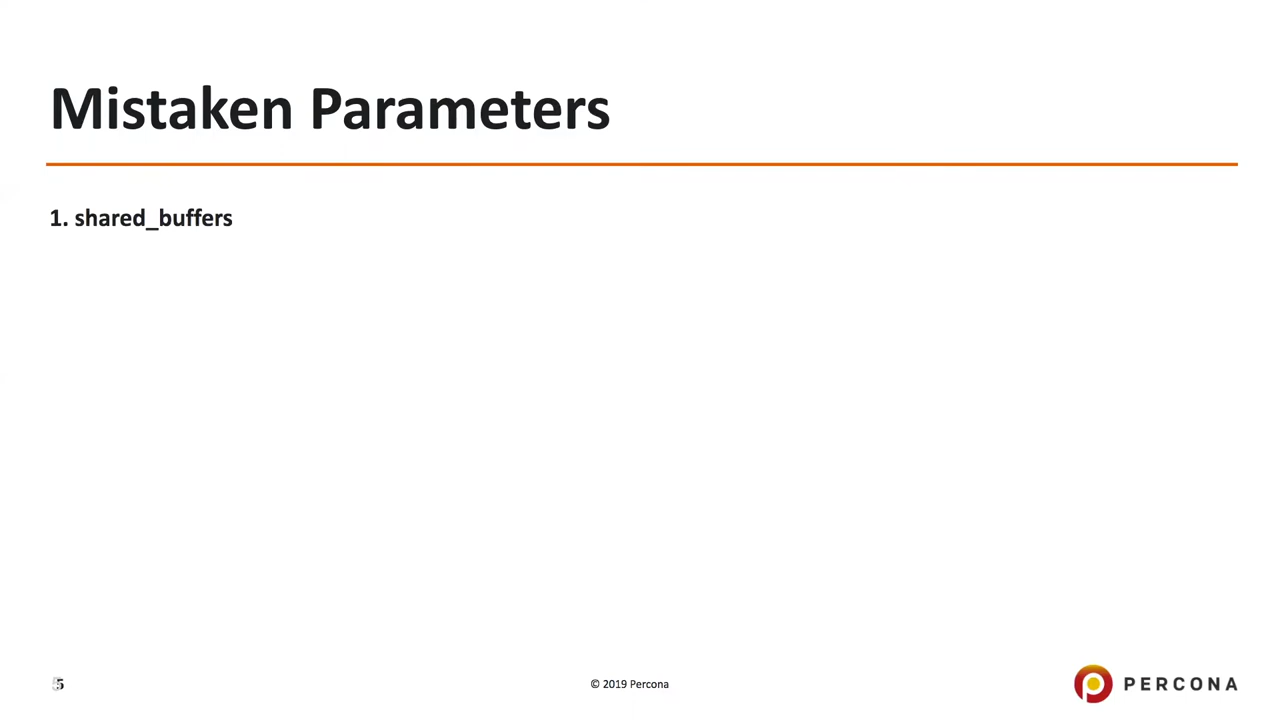 Mistaken Parameters
1. shared_buffers
5
© 2019 Percona
PERCONA